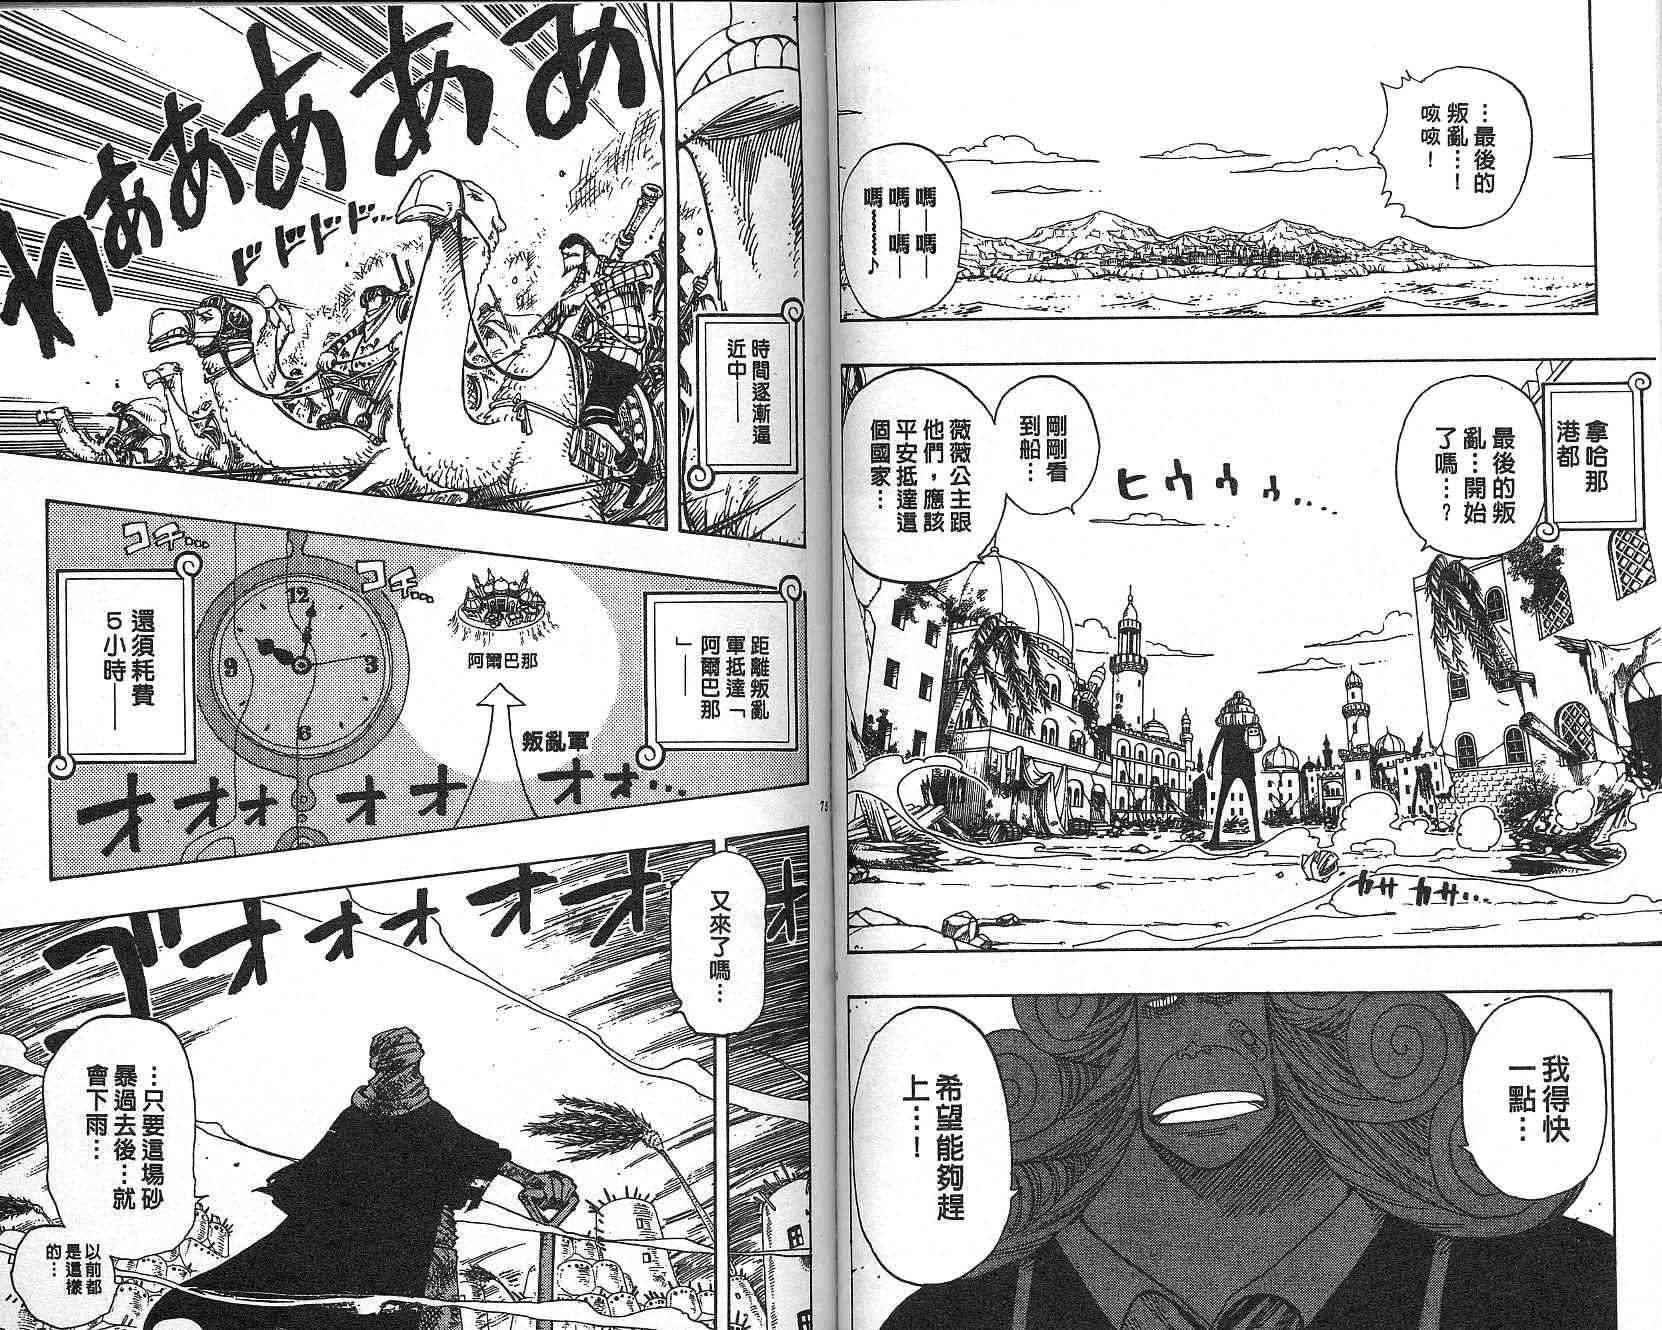 …最後的
叛亂…！
咳咳！
嗎—嗎—
嗎—嗎—
嗎〰〰♪
拿哈那
港都
最後的叛
亂…開始
了嗎…？
剛剛看
到船…
薇薇公主跟
他們，應該
平安抵達這
個國家…
ヒウゥゥ…
カサカサ…
我得快
一點…
希望能夠趕
上…！
わあああああ
ドドドド…
時間逐漸逼
近中——
距離叛亂
軍抵達「
阿爾巴那
」——
阿爾巴那
叛亂軍
コチ…
コチ…
12
3
6
9
還須耗費
5小時——
オオオオオオ…
78
又來了嗎…
ブオオオオオオ
…只要這場砂
暴過去後…就
會下雨…
以前都
是這樣
的…